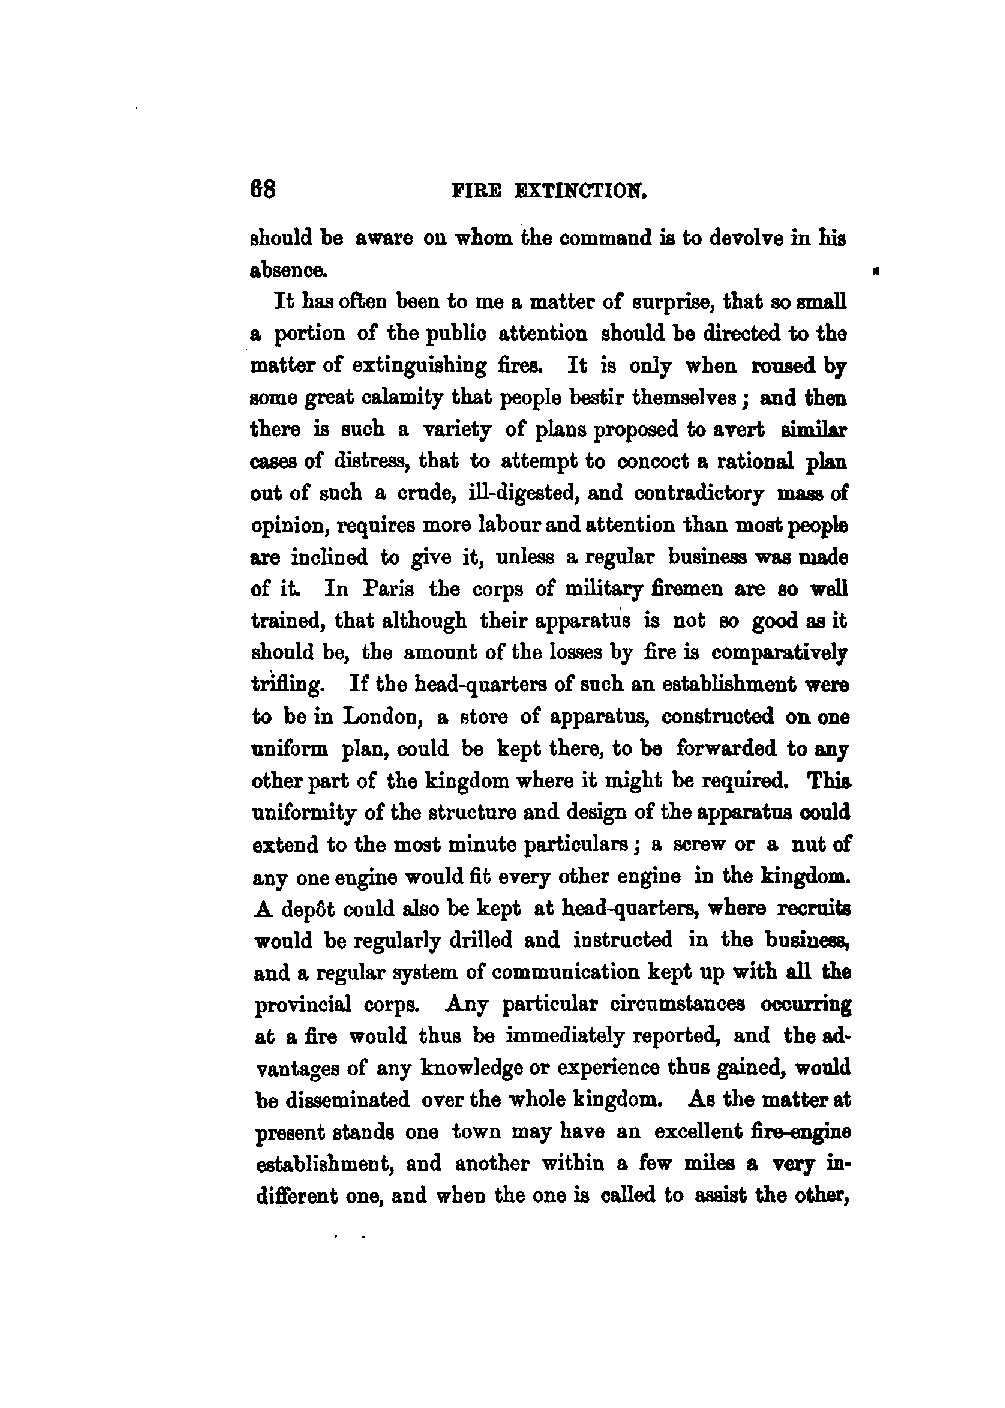 68 FIRE EXTINCTION.
should be aware on whom the command is to devolve in his
absence.
It has often been to me a matter of surprise, that so small
a portion of the public attention should be directed to the
matter of extinguishing fires. It is only when roused by
some great calamity that people bestir themselves; and then
there is such a variety of plans proposed to avert similar
cases of distress, that to attempt to concoct a rational plan
out of such a crude, ill-digested, and contradictory mass of
opinion, requires more labour and attention than most people
are inclined to give it, unless a regular business was made
of it. In Paris the corps of military firemen are so well
trained, that although their apparatus is not so good as it
should be, the amount of the losses by fire is comparatively
trifling. If the head-quarters of such an establishment were
to be in London, a store of apparatus, constructed on one
uniform plan, could be kept there, to be forwarded to any
other part of the kingdom where it might be required. This
uniformity of the structure and design of the apparatus could
extend to the most minute particulars; a screw or a nut of
any one engine would fit every other engine in the kingdom.
A depôt could also be kept at head-quarters, where recruits
would be regularly drilled and instructed in the business,
and a regular system of communication kept up with all the
provincial corps. Any particular circumstances occurring
at a fire would thus be immediately reported, and the ad-
vantages of any knowledge or experience thus gained, would
be disseminated over the whole kingdom. As the matter at
present stands one town may have an excellent fire-engine
establishment, and another within a few miles a very in-
different one, and when the one is called to assist the other,